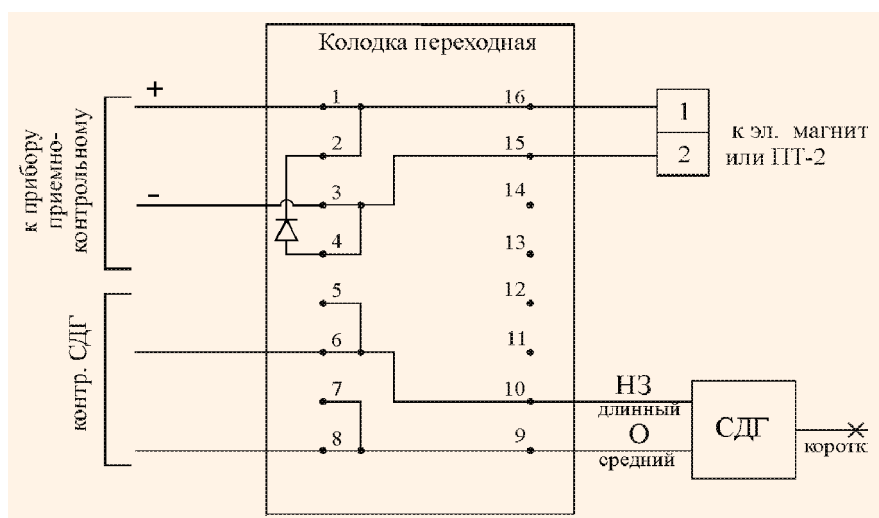 Колодка переходная
+
1
16
1
к прибору
приемно-
контрольному
2
15
2
к эл. магнит
или ПТ-2
-
3
14
4
13
5
12
контр. СДГ
6
11
7
10
НЗ
длинный
СДГ
8
9
О
средний
коротк